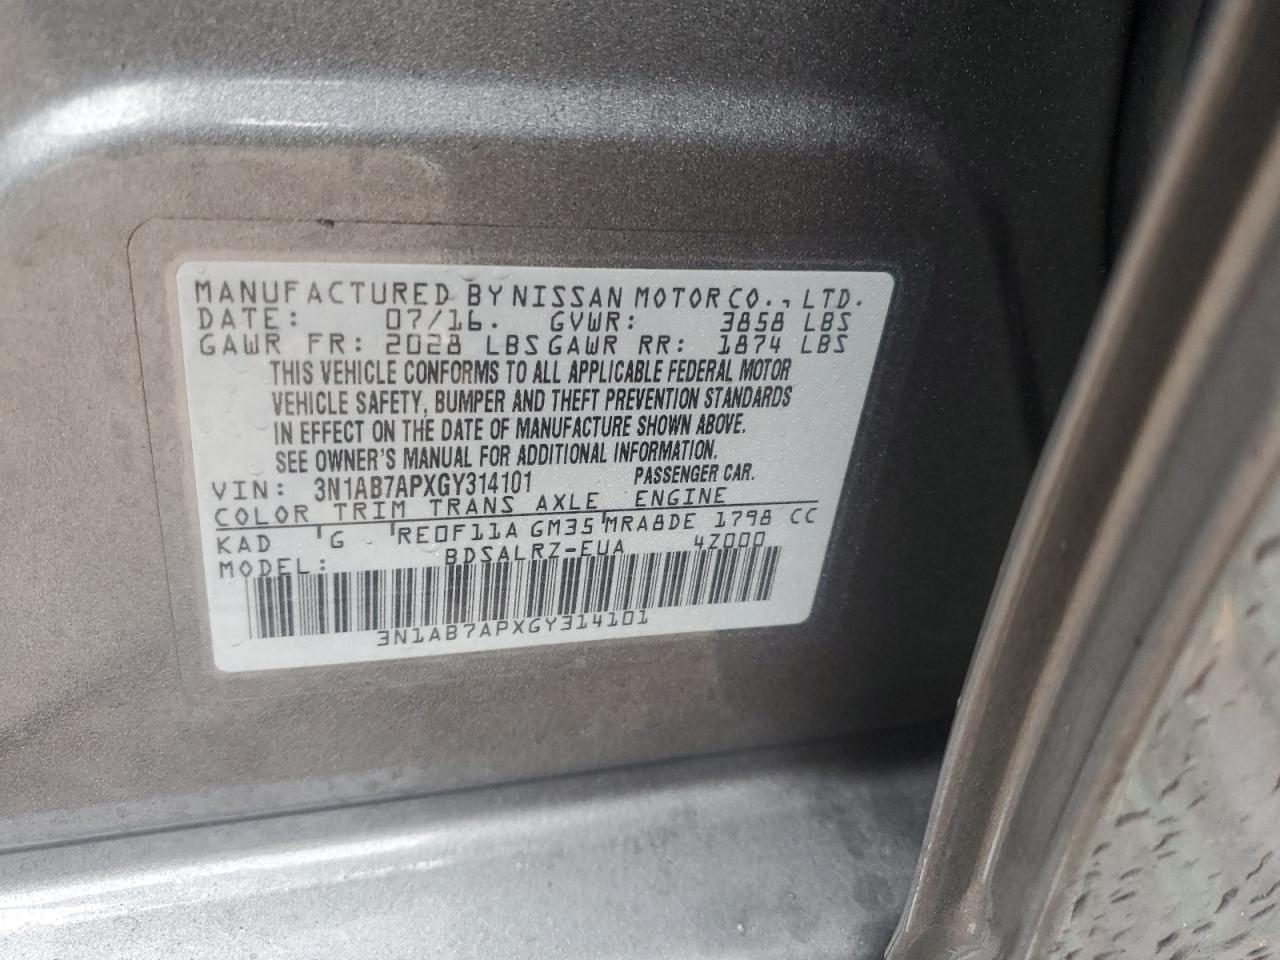 MANUFACTURED BY NISSAN MOTOR CO., LTD.
DATE: 07/16. GVWR: 3858 LBS
GAWR FR: 2028 LBS GAWR RR: 1874 LBS
THIS VEHICLE CONFORMS TO ALL APPLICABLE FEDERAL MOTOR
VEHICLE SAFETY, BUMPER AND THEFT PREVENTION STANDARDS
IN EFFECT ON THE DATE OF MANUFACTURE SHOWN ABOVE.
SEE OWNER'S MANUAL FOR ADDITIONAL INFORMATION.
VIN: 3N1AB7APXGY314101 PASSENGER CAR.
COLOR TRIM TRANS AXLE ENGINE
KAD G RE0F11A GM35 MRA8DE 1798 CC
MODEL: BDSALRZ-EUA 4Z000
3N1AB7APXGY314101